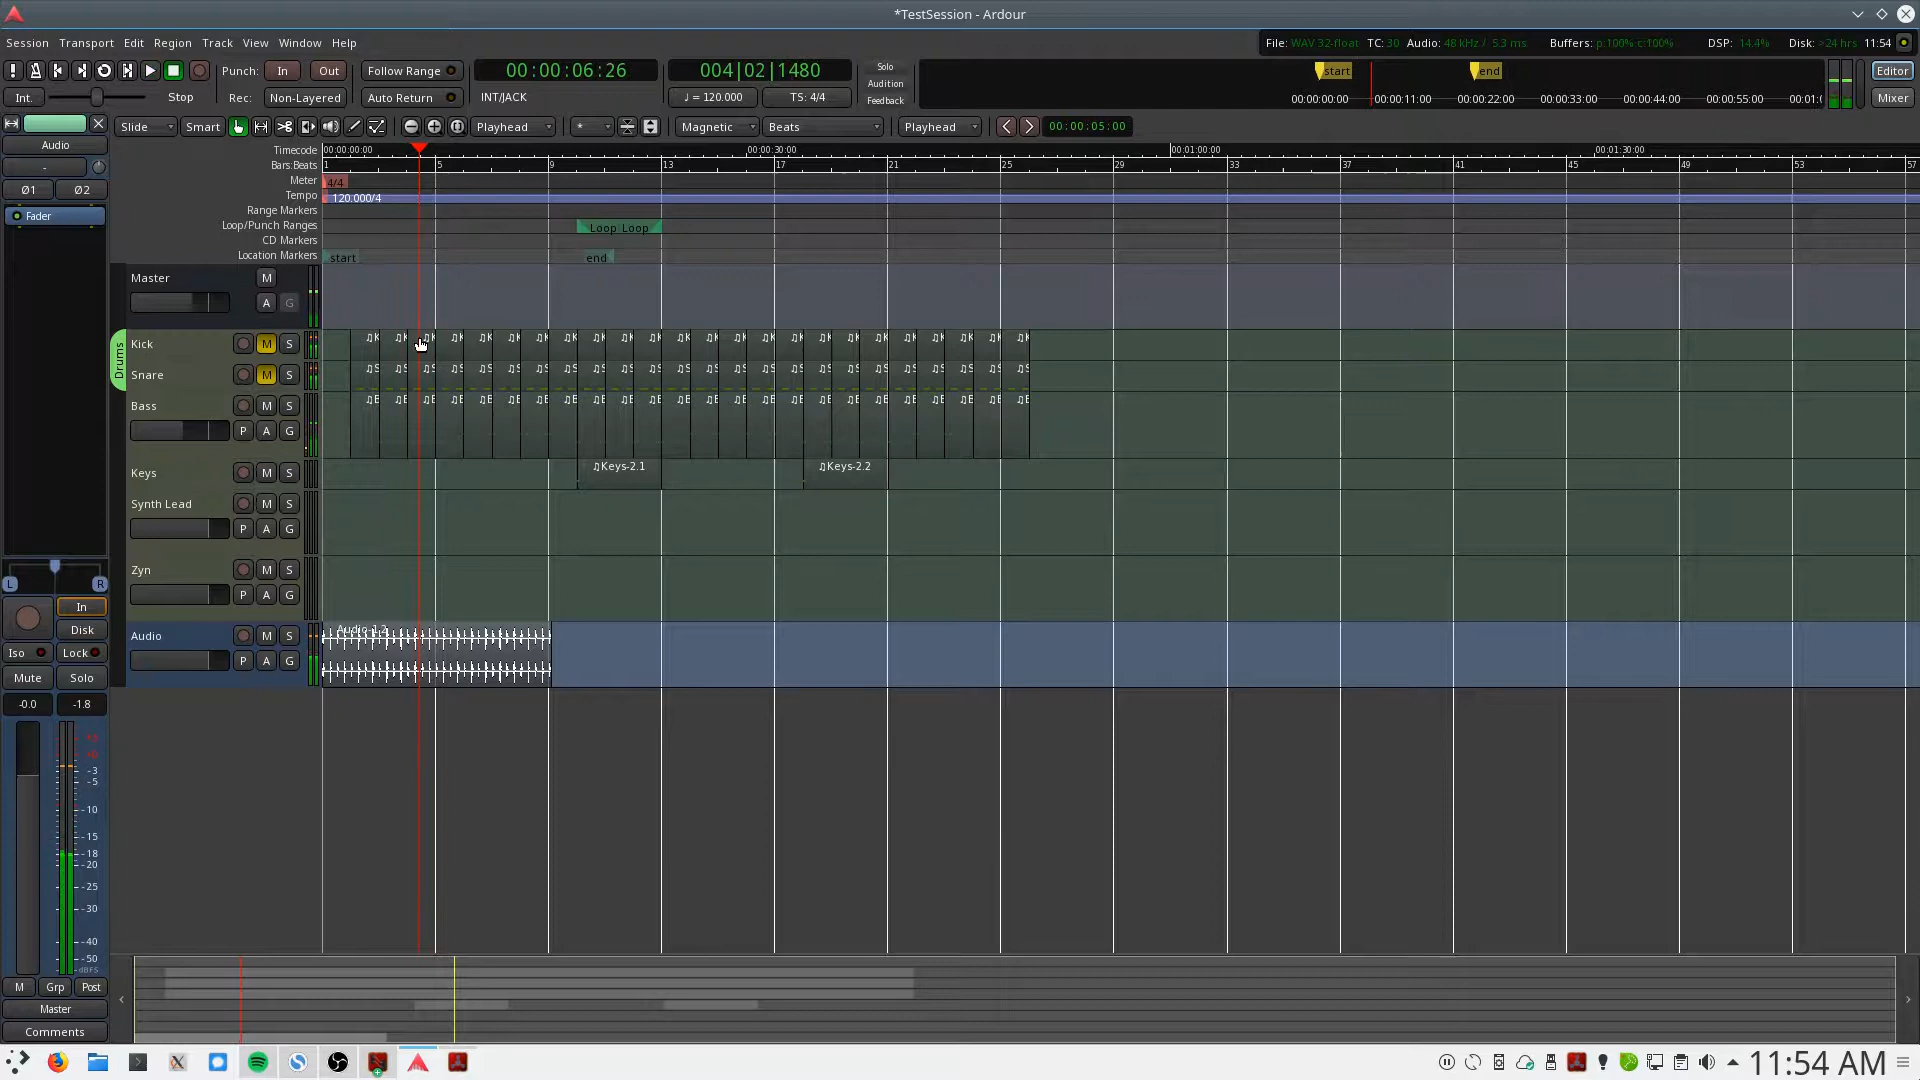 *TestSession - Ardour
Session Transport Edit Region Track View Window Help
File: WAV 32-float TC: 30 Audio: 48 kHz / 5.3 ms Buffers: p:100% c:100% DSP: 14.4% Disk: >24 hrs 11:54
Punch: In Out Follow Range 00:00:06:26 004|02|1480 Solo start end Editor
Audition
Int. Stop Rec: Non-Layered Auto Return INT/JACK ♩ = 120.000 TS: 4/4 Feedback 00:00:00:00 00:00:11:00 00:00:22:00 00:00:33:00 00:00:44:00 00:00:55:00 Mixer
Slide Smart Playhead * Magnetic Beats Playhead 00:00:05:00
Audio
Timecode 00:00:00:00 00:00:30:00 00:01:00:00 00:01:30:00
Bars:Beats 1 5 9 13 17 21 25 29 33 37 41 45 49 53 57
Meter 4/4
Tempo 120.000/4
Range Markers
Loop/Punch Ranges Loop Loop
CD Markers
Location Markers start end
-
Ø1 Ø2
Fader
Master M
A G
Drums
Kick M S
Snare M S
Bass M S
P A G
Keys M S ♫Keys-2.1 ♫Keys-2.2
Synth Lead M S
P A G
Zyn M S
P A G
Audio M S Audio-1.2
P A G
L R
In
Disk
Iso Lock
Mute Solo
-0.0 -1.8
+3
+0
-3
-5
-10
-15
-18
-20
-25
-30
-40
-50
dBFS
M Grp Post
Master
Comments
11:54 AM